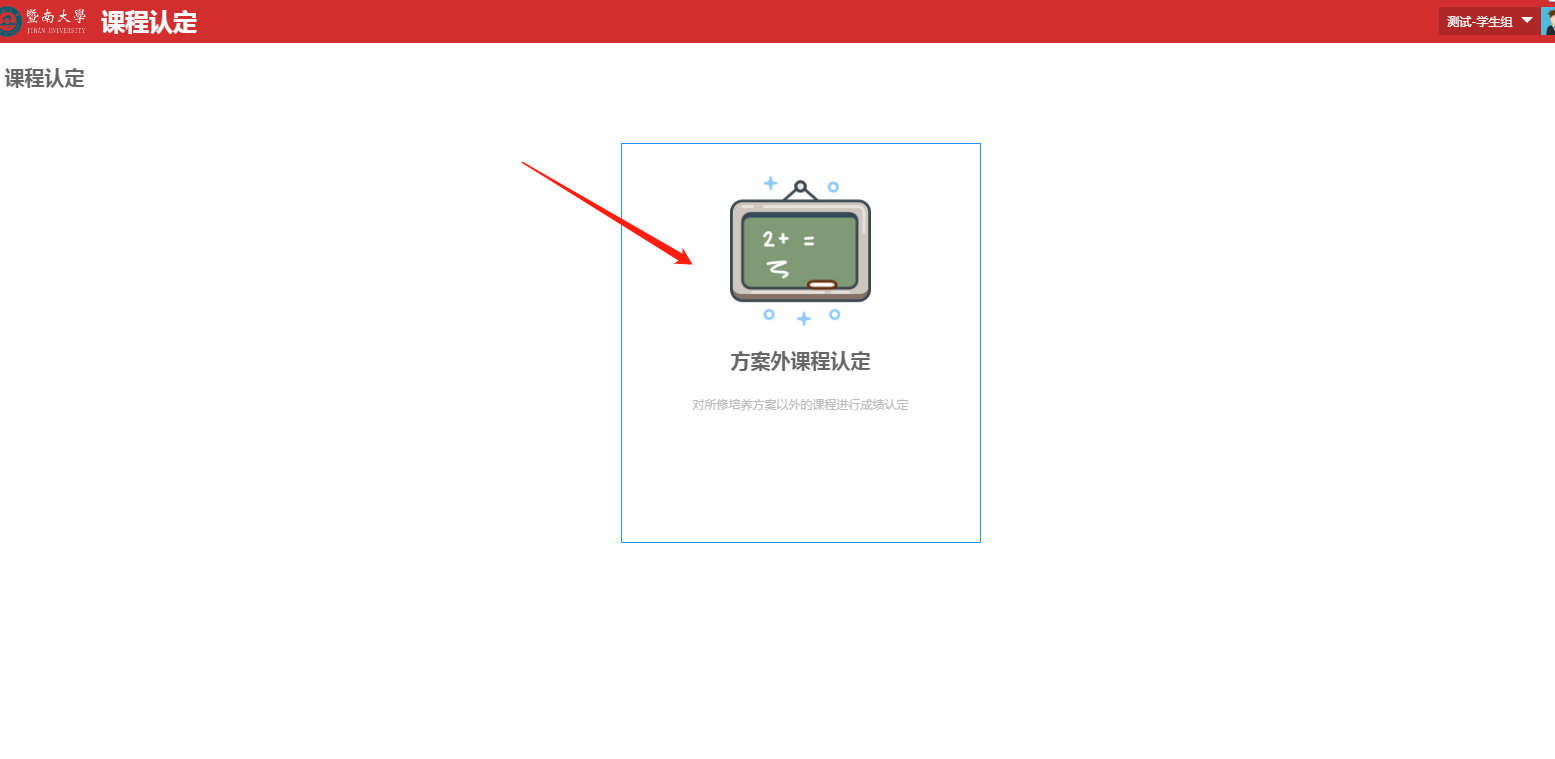 暨南大學
JINAN UNIVERSITY
课程认定
测试-学生组
课程认定
2+ =
方案外课程认定
对所修培养方案以外的课程进行成绩认定